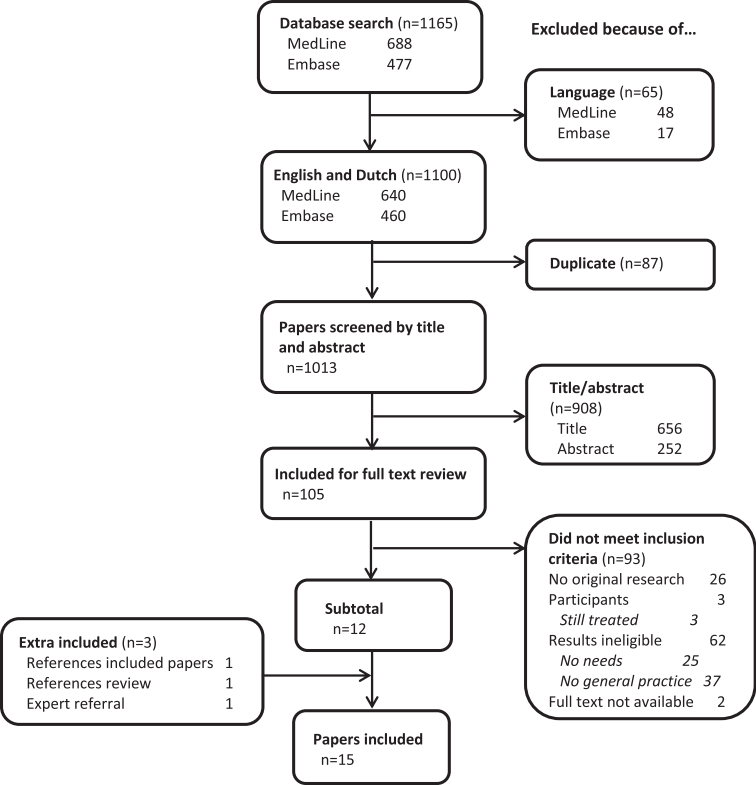 Database search (n=1165)
MedLine 688
Embase 477
Excluded because of...
Language (n=65)
MedLine 48
Embase 17
English and Dutch (n=1100)
MedLine 640
Embase 460
Duplicate (n=87)
Papers screened by title
and abstract
n=1013
Title/abstract
(n=908)
Title 656
Abstract 252
Included for full text review
n=105
Did not meet inclusion
criteria (n=93)
No original research 26
Participants 3
Still treated 3
Results ineligible 62
No needs 25
No general practice 37
Full text not available 2
Subtotal
n=12
Extra included (n=3)
References included papers 1
References review 1
Expert referral 1
Papers included
n=15